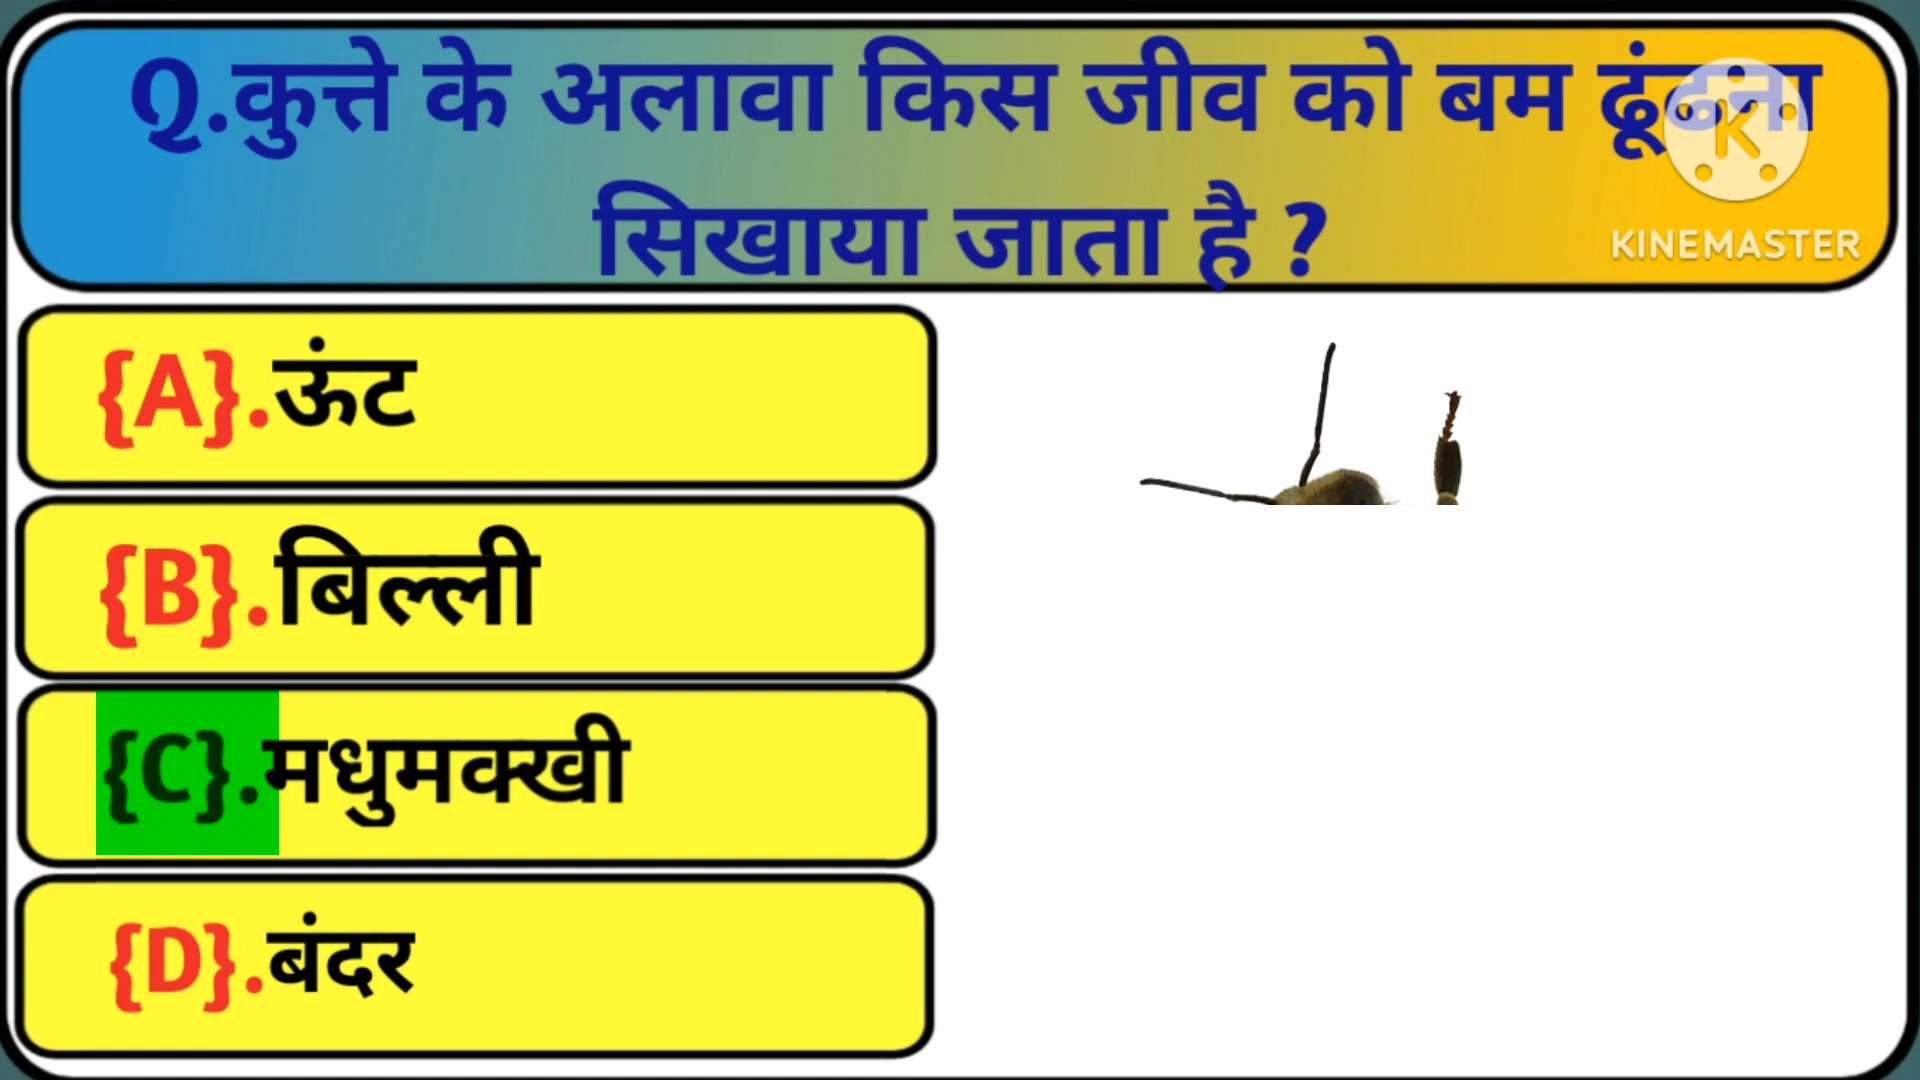 Q.कुत्ते के अलावा किस जीव को बम ढूंढना
सिखाया जाता है ?
KINEMASTER
{A}.ऊंट
{B}.बिल्ली
{C}.मधुमक्खी
{D}.बंदर